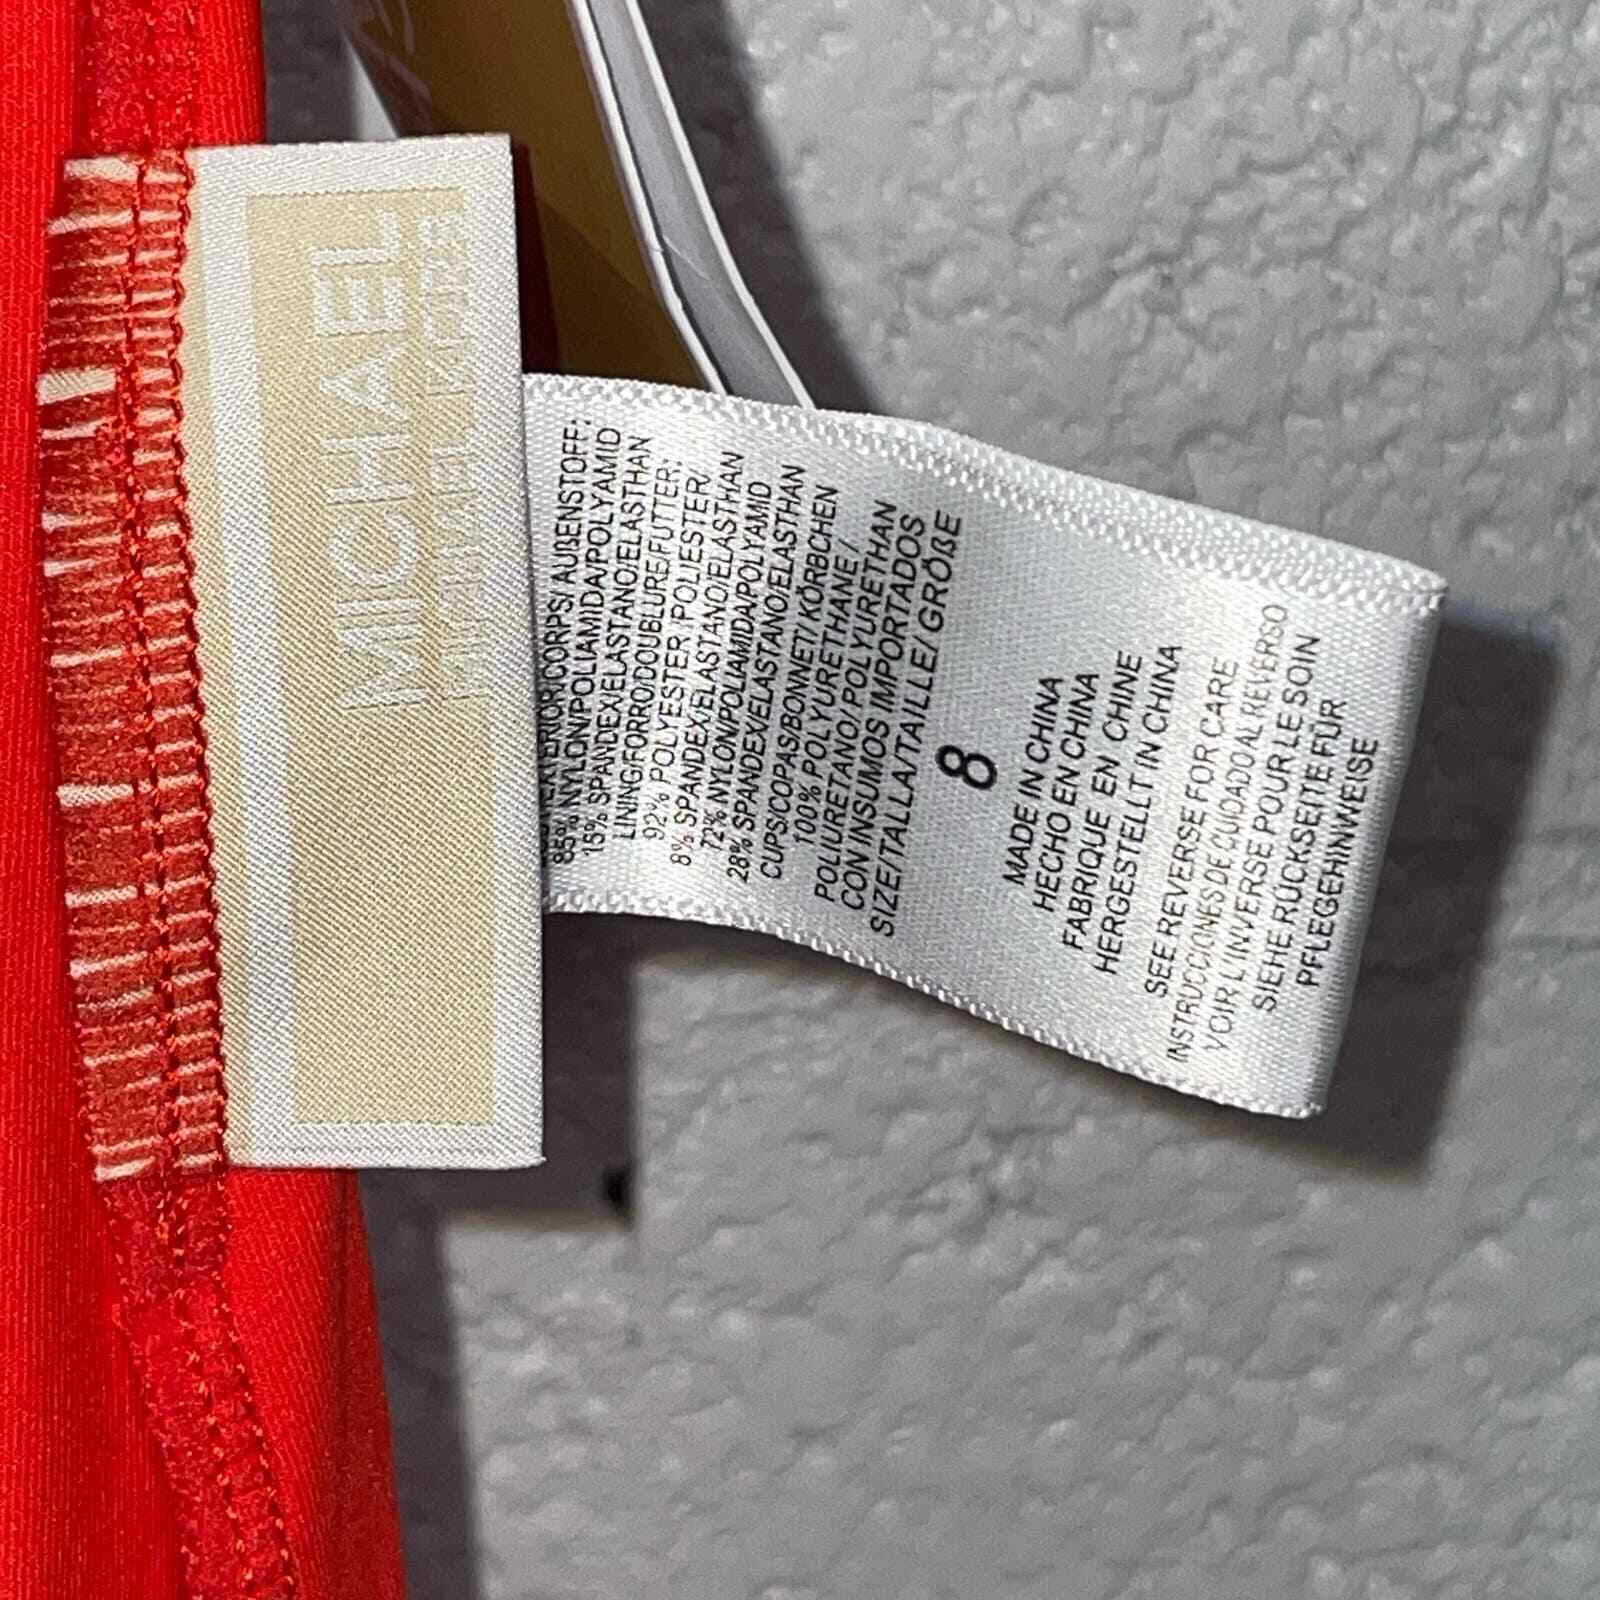 MICHAEL
MICHAEL KORS
EXTERIOR/CORPS/ AUßENSTOFF:
85% NYLON/POLIAMIDA/POLYAMID
15% SPANDEX/ELASTANO/ELASTHAN
LINING/FORRO/DOUBLURE/FUTTER:
92% POLYESTER POLIESTER/
8% SPANDEX/ELASTANO/ELASTHAN
72% NYLON/POLIAMIDA/POLYAMID
28% SPANDEX/ELASTANO/ELASTHAN
CUPS/COPAS/BONNET/ KÖRBCHEN
100% POLYURETHANE/
POLIURETANO/ POLYURETHAN
CON INSUMOS IMPORTADOS
SIZE/TALLA/TAILLE/GRÖßE
8
MADE IN CHINA
HECHO EN CHINA
FABRIQUE EN CHINE
HERGESTELLT IN CHINA
SEE REVERSE FOR CARE
INSTRUCCIONES DE CUIDADO AL REVERSO
VOIR L'INVERSE POUR LE SOIN
SIEHE RÜCKSEITE FÜR
PFLEGEHINWEISE